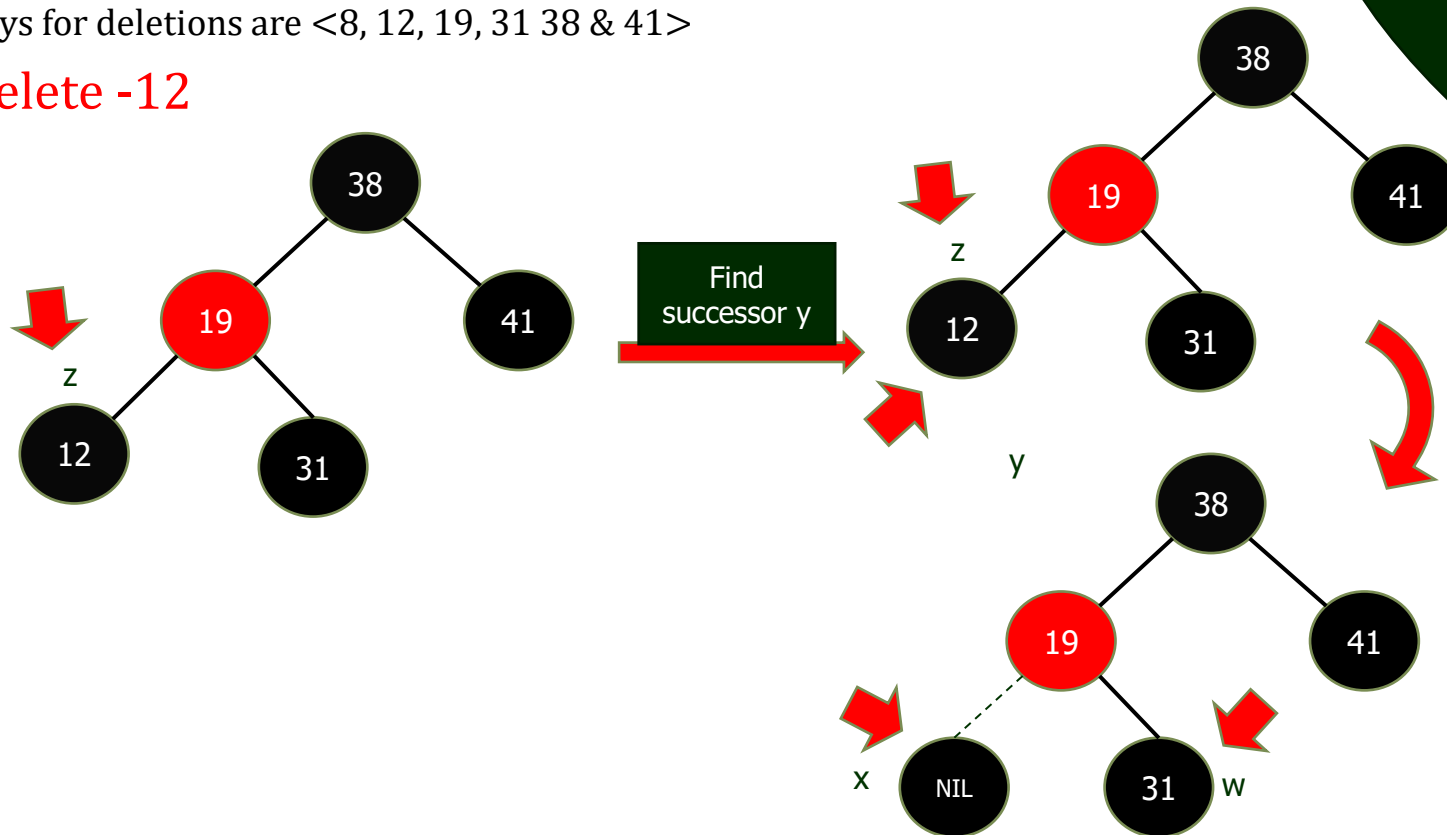 ys for deletions are <8, 12, 19, 31 38 & 41>
elete -12
38
19
41
z
12
31
Find
successor y
38
19
41
z
12
31
y
38
19
41
x
NIL
31
w